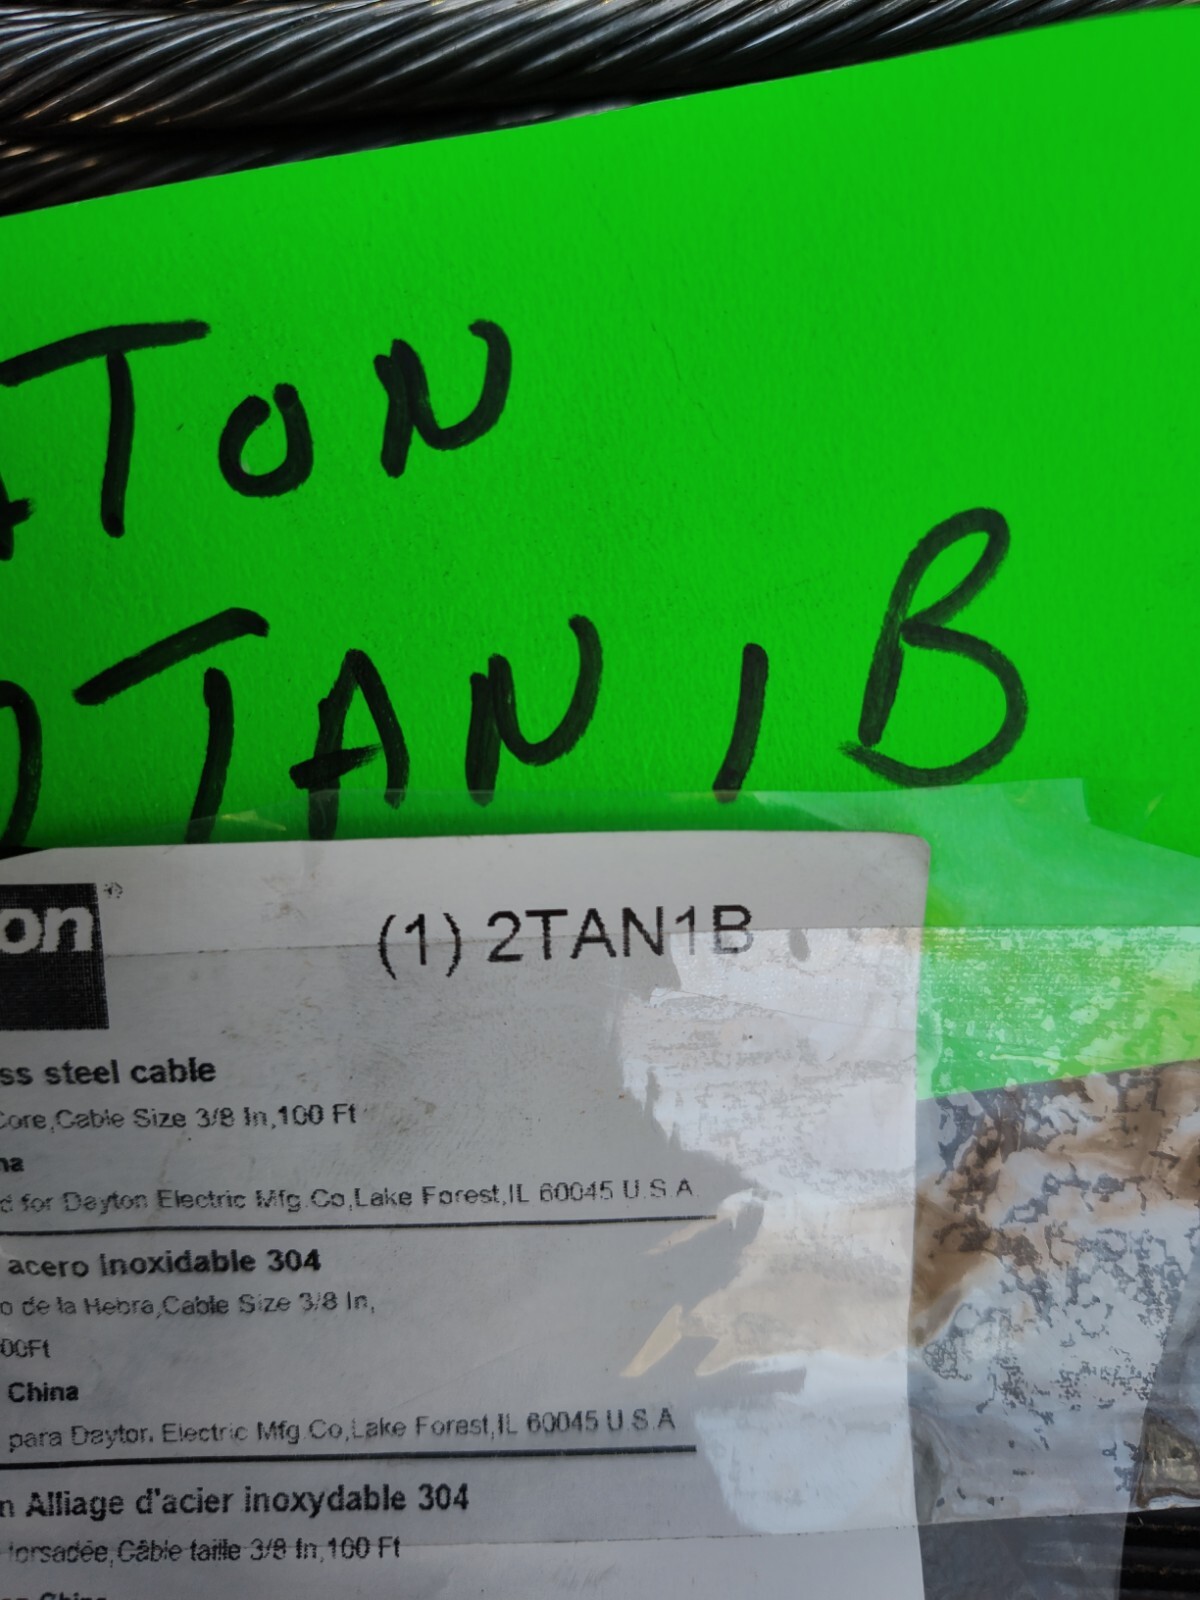 ATON
TAN1B
on®
(1) 2TAN1B
ss steel cable
Core,Cable Size 3/8 In,100 Ft
na
d for Dayton Electric Mfg.Co,Lake Forest,IL 60045 U.S.A.
acero Inoxidable 304
o de la Hebra,Cable Size 3/8 In,
00Ft
China
para Dayton Electric Mfg.Co,Lake Forest,IL 60045 U.S.A
n Alliage d'acier inoxydable 304
torsadée,Câble taille 3/8 In,100 Ft
China